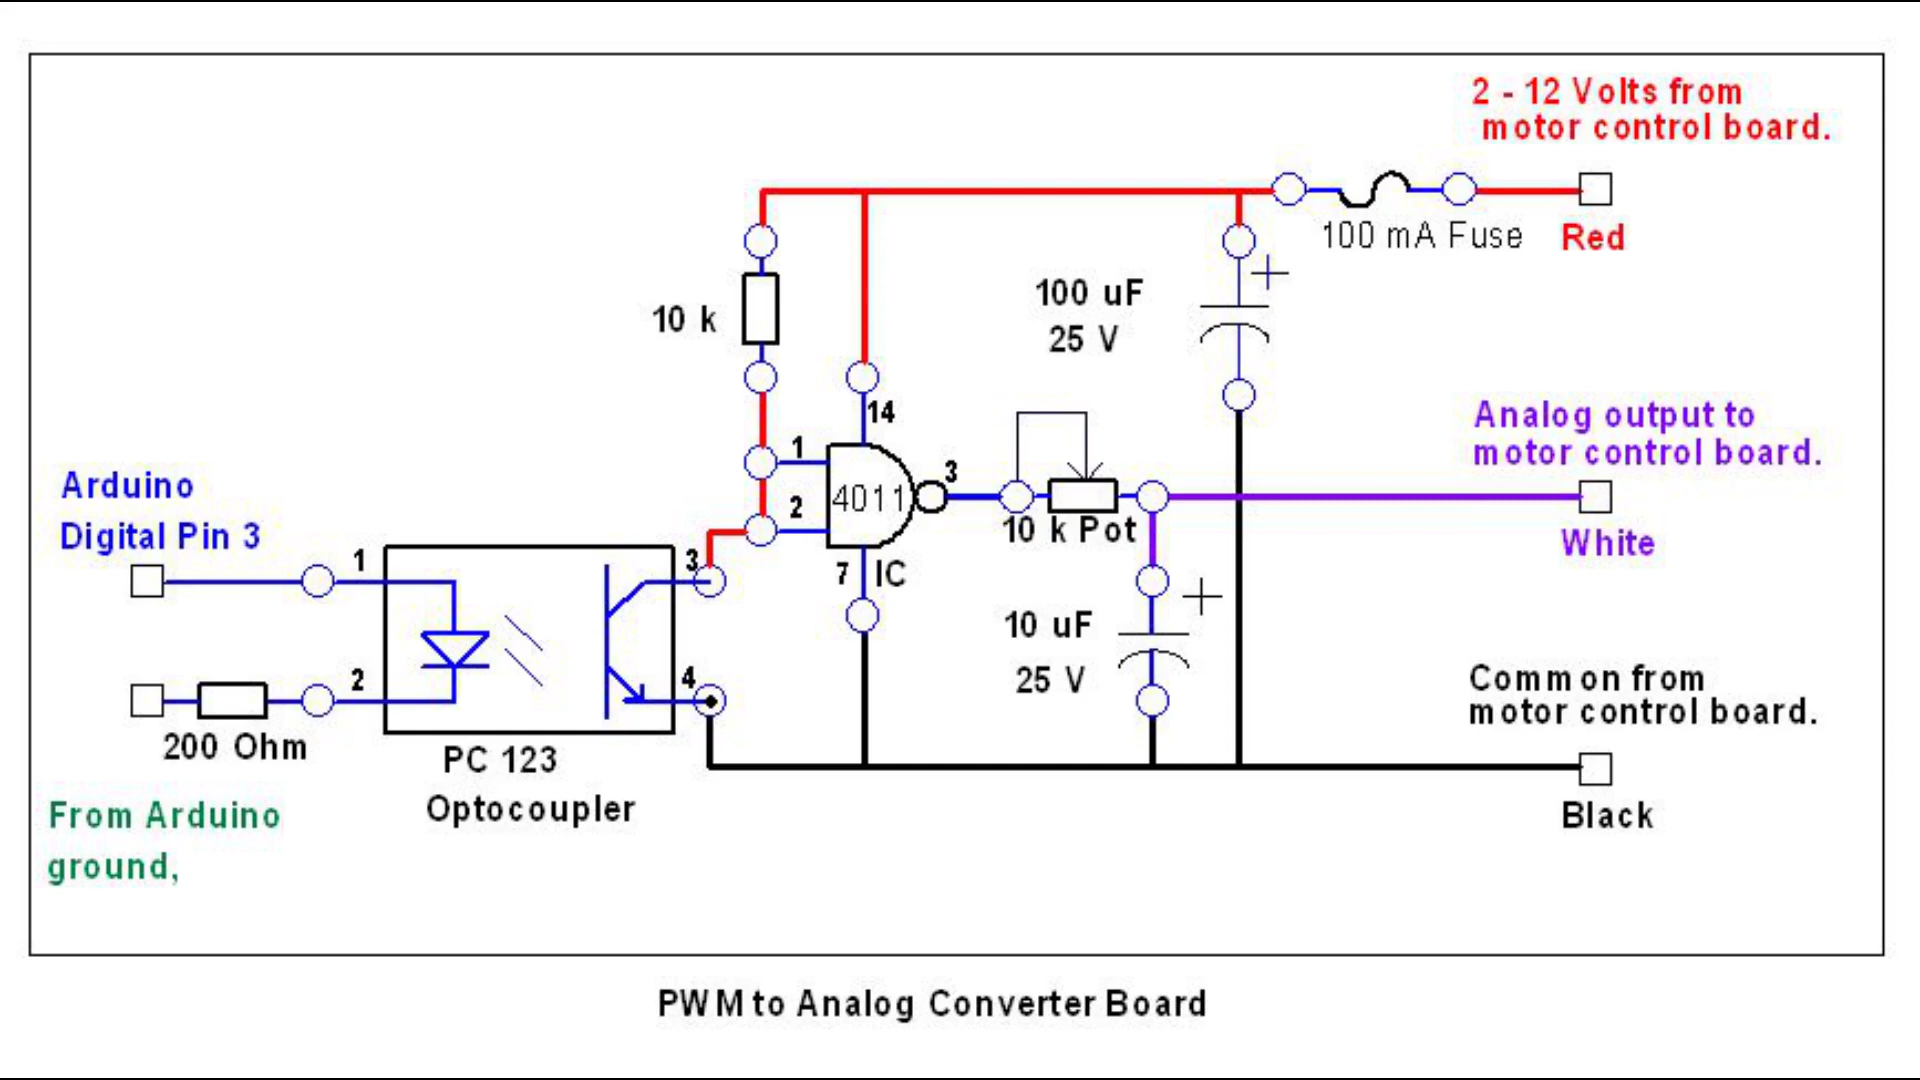 2 - 12 Volts from
motor control board.
100 mA Fuse
Red
10 k
100 uF
25 V
+
14
1
2
4011
3
7
IC
10 k Pot
Analog output to
motor control board.
White
Arduino
Digital Pin 3
1
2
3
4
200 Ohm
PC 123
Optocoupler
From Arduino
ground,
10 uF
25 V
+
Common from
motor control board.
Black
PWM to Analog Converter Board